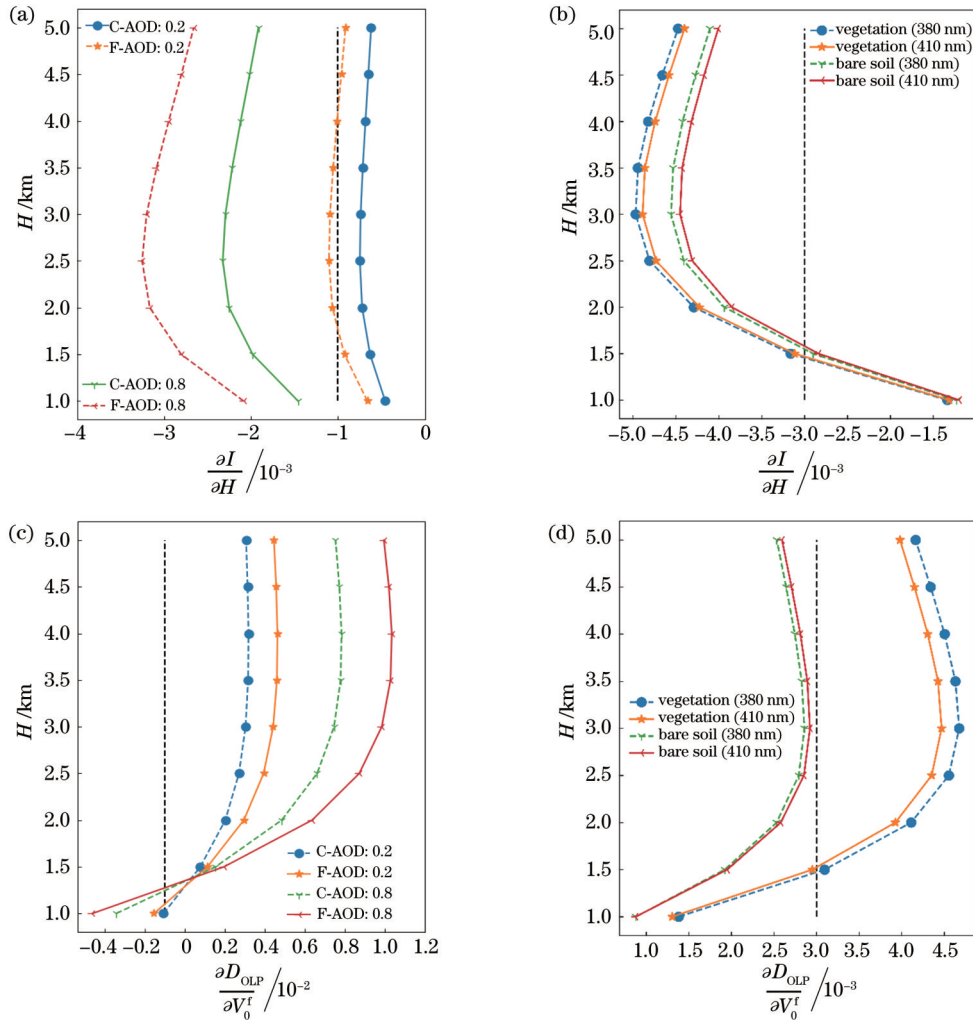 (a)
C-AOD: 0.2
F-AOD: 0.2
5.0
4.5
4.0
3.5
3.0
2.5
2.0
1.5
1.0
H /km
C-AOD: 0.8
F-AOD: 0.8
−4 −3 −2 −1 0
∂I/∂H /10⁻³
(b)
vegetation (380 nm)
vegetation (410 nm)
bare soil (380 nm)
bare soil (410 nm)
5.0
4.5
4.0
3.5
3.0
2.5
2.0
1.5
1.0
H /km
−5.0 −4.5 −4.0 −3.5 −3.0 −2.5 −2.0 −1.5
∂I/∂H /10⁻³
(c)
5.0
4.5
4.0
3.5
3.0
2.5
2.0
1.5
1.0
H /km
C-AOD: 0.2
F-AOD: 0.2
C-AOD: 0.8
F-AOD: 0.8
−0.4 −0.2 0 0.2 0.4 0.6 0.8 1.0 1.2
∂D_OLP/∂V₀ᶠ /10⁻²
(d)
5.0
4.5
4.0
3.5
3.0
2.5
2.0
1.5
1.0
H /km
vegetation (380 nm)
vegetation (410 nm)
bare soil (380 nm)
bare soil (410 nm)
1.0 1.5 2.0 2.5 3.0 3.5 4.0 4.5
∂D_OLP/∂V₀ᶠ /10⁻³